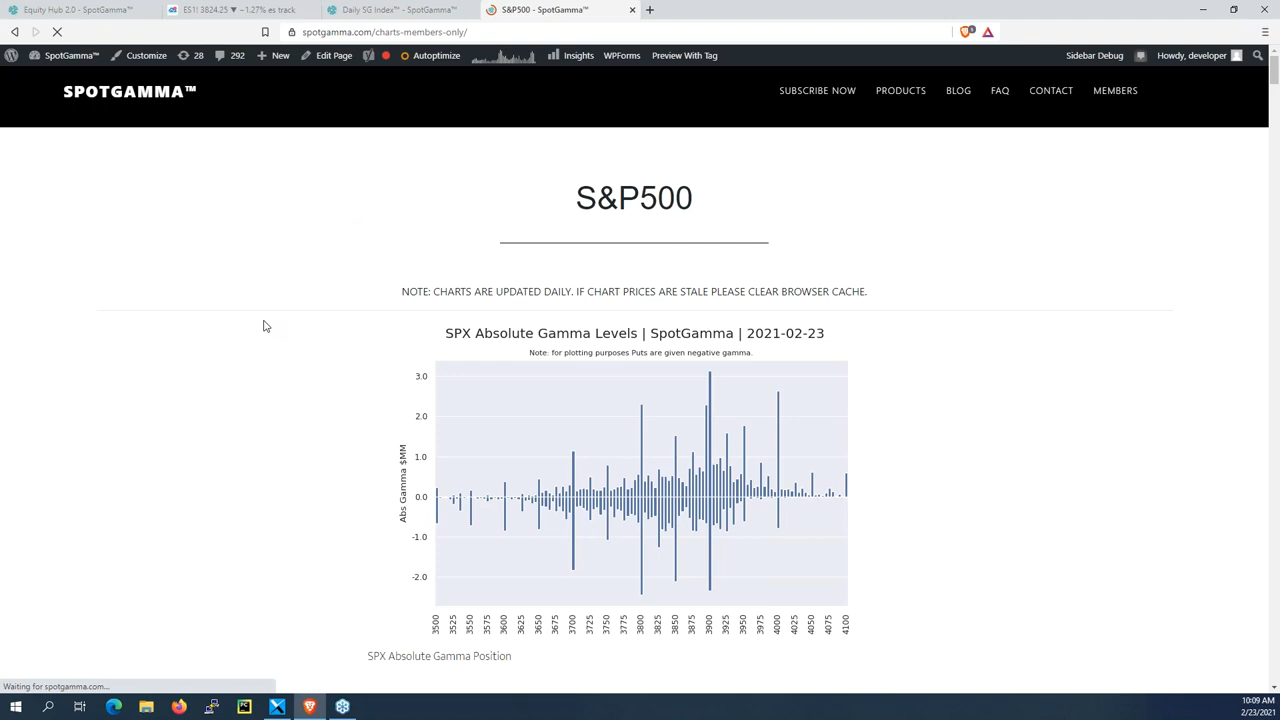 Equity Hub 2.0 - SpotGamma™
ES1! 3824.25 ▼ −1.27% es track
Daily SG Index™ - SpotGamma™
S&P500 - SpotGamma™
spotgamma.com/charts-members-only/
SpotGamma™
Customize
28
292
New
Edit Page
Autoptimize
Insights
WPForms
Preview With Tag
Sidebar Debug
Howdy, developer
SPOTGAMMA™
SUBSCRIBE NOW
PRODUCTS
BLOG
FAQ
CONTACT
MEMBERS
S&P500
NOTE: CHARTS ARE UPDATED DAILY. IF CHART PRICES ARE STALE PLEASE CLEAR BROWSER CACHE.
SPX Absolute Gamma Levels | SpotGamma | 2021-02-23
Note: for plotting purposes Puts are given negative gamma.
3.0
2.0
1.0
0.0
-1.0
-2.0
Abs Gamma $MM
3500
3525
3550
3575
3600
3625
3650
3675
3700
3725
3750
3775
3800
3825
3850
3875
3900
3925
3950
3975
4000
4025
4050
4075
4100
SPX Absolute Gamma Position
Waiting for spotgamma.com...
10:09 AM
2/23/2021